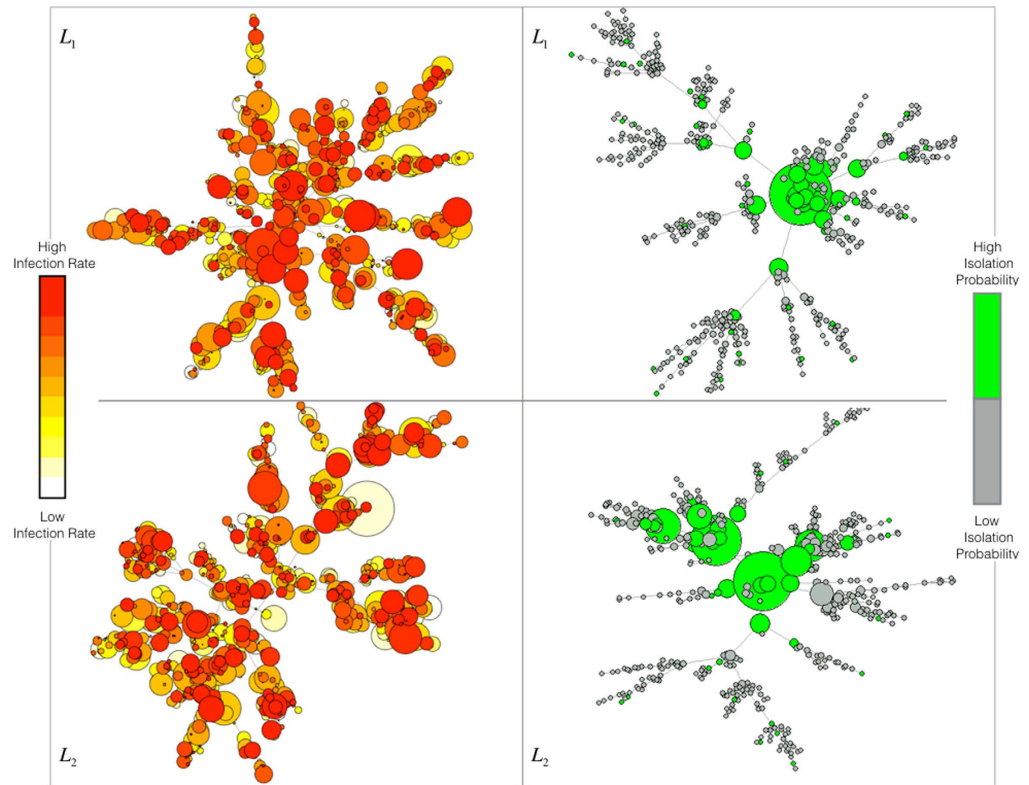 L1
L1
High
Infection Rate
Low
Infection Rate
High
Isolation
Probability
Low
Isolation
Probability
L2
L2